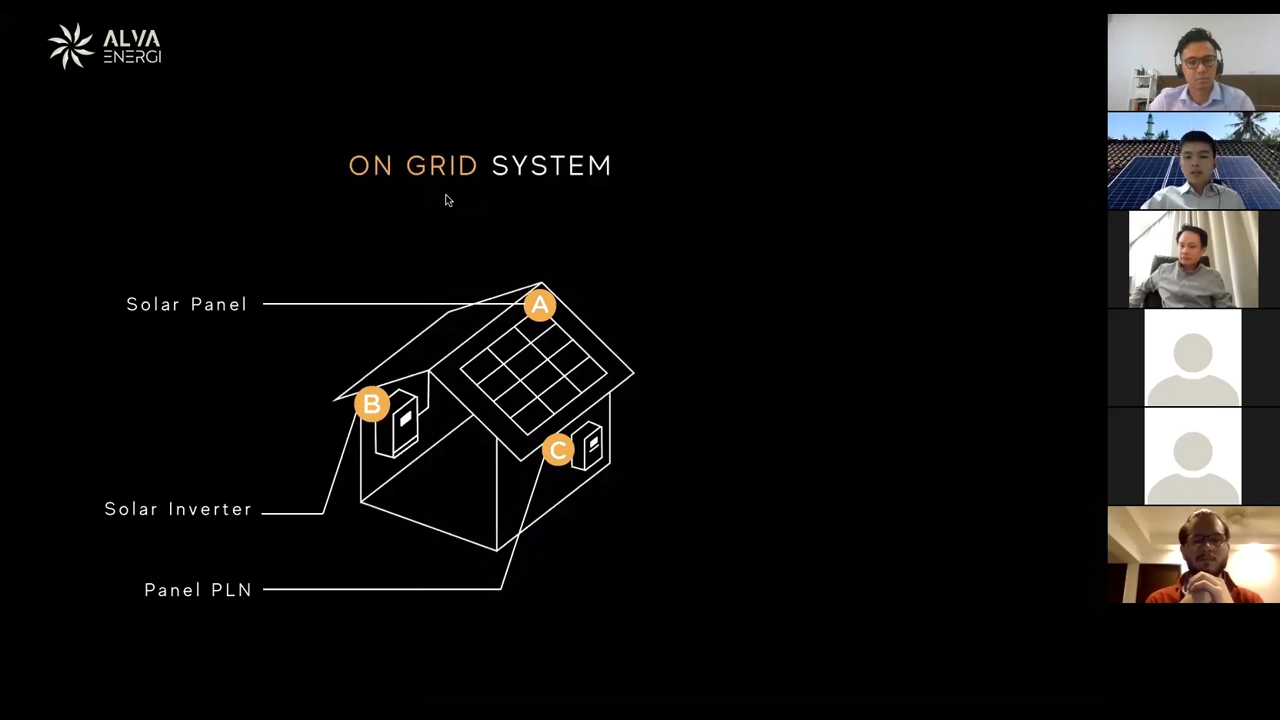 ALVA
ENERGI
ON GRID SYSTEM
Solar Panel
A
B
C
Solar Inverter
Panel PLN